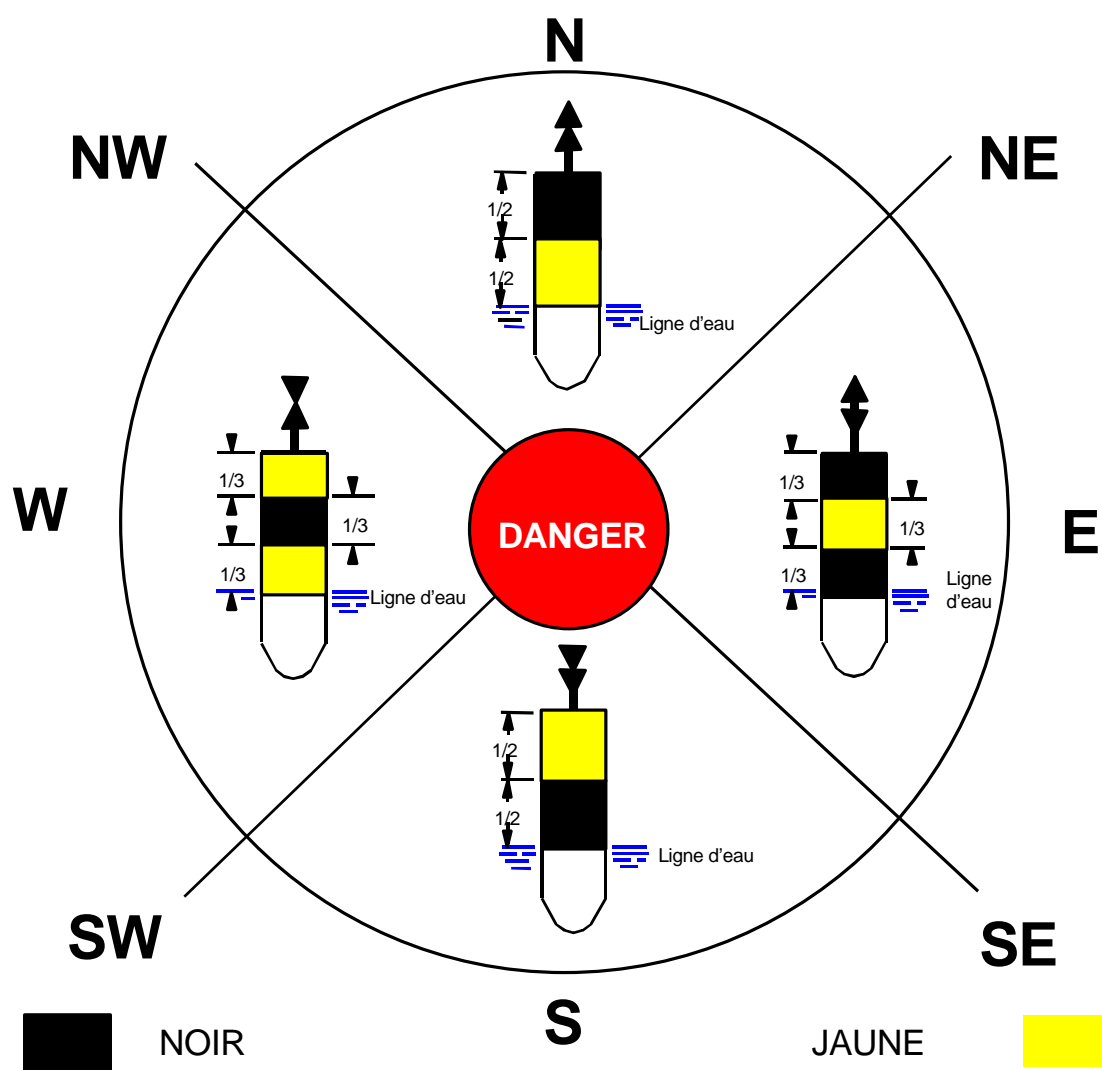 N
NW
NE
1/2
1/2
Ligne d'eau
W
1/3
1/3
1/3
Ligne d'eau
DANGER
1/3
1/3
1/3
Ligne
d'eau
E
1/2
1/2
Ligne d'eau
SW
SE
S
NOIR
JAUNE